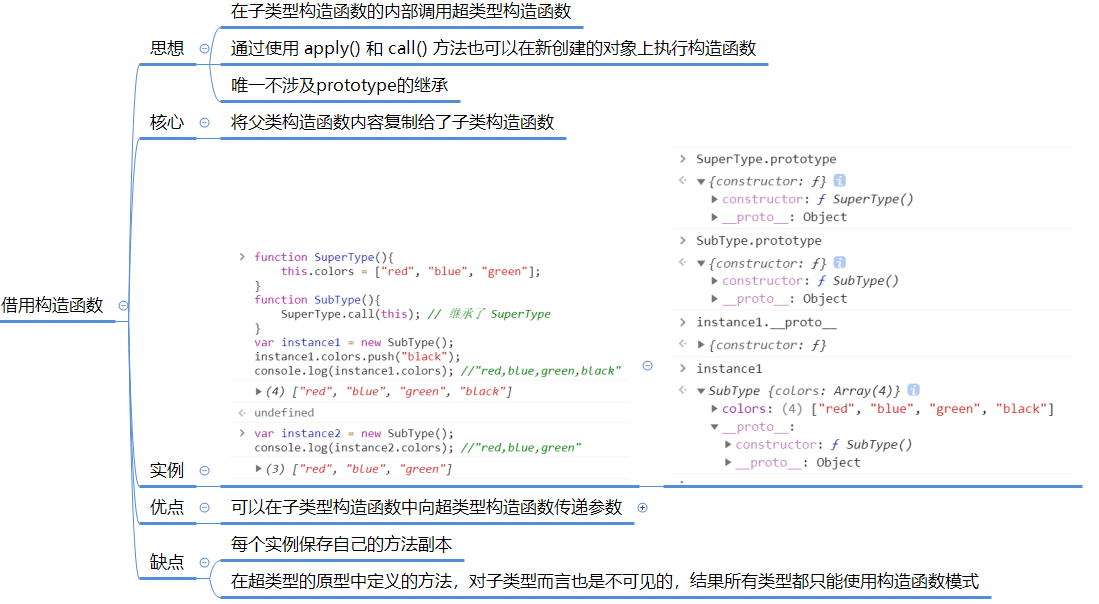 借用构造函数
思想
在子类型构造函数的内部调用超类型构造函数
通过使用 apply() 和 call() 方法也可以在新创建的对象上执行构造函数
唯一不涉及prototype的继承
核心
将父类构造函数内容复制给了子类构造函数
实例
> function SuperType(){
this.colors = ["red", "blue", "green"];
}
function SubType(){
SuperType.call(this); // 继承了 SuperType
}
var instance1 = new SubType();
instance1.colors.push("black");
console.log(instance1.colors); //"red,blue,green,black"
▶(4) ["red", "blue", "green", "black"]
< undefined
> var instance2 = new SubType();
console.log(instance2.colors); //"red,blue,green"
▶(3) ["red", "blue", "green"]
> SuperType.prototype
< ▼{constructor: ƒ} i
▶constructor: ƒ SuperType()
▶__proto__: Object
> SubType.prototype
< ▼{constructor: ƒ} i
▶constructor: ƒ SubType()
▶__proto__: Object
> instance1.__proto__
< ▶{constructor: ƒ}
> instance1
< ▼SubType {colors: Array(4)} i
▶colors: (4) ["red", "blue", "green", "black"]
▼__proto__:
▶constructor: ƒ SubType()
▶__proto__: Object
优点
可以在子类型构造函数中向超类型构造函数传递参数
缺点
每个实例保存自己的方法副本
在超类型的原型中定义的方法，对子类型而言也是不可见的，结果所有类型都只能使用构造函数模式